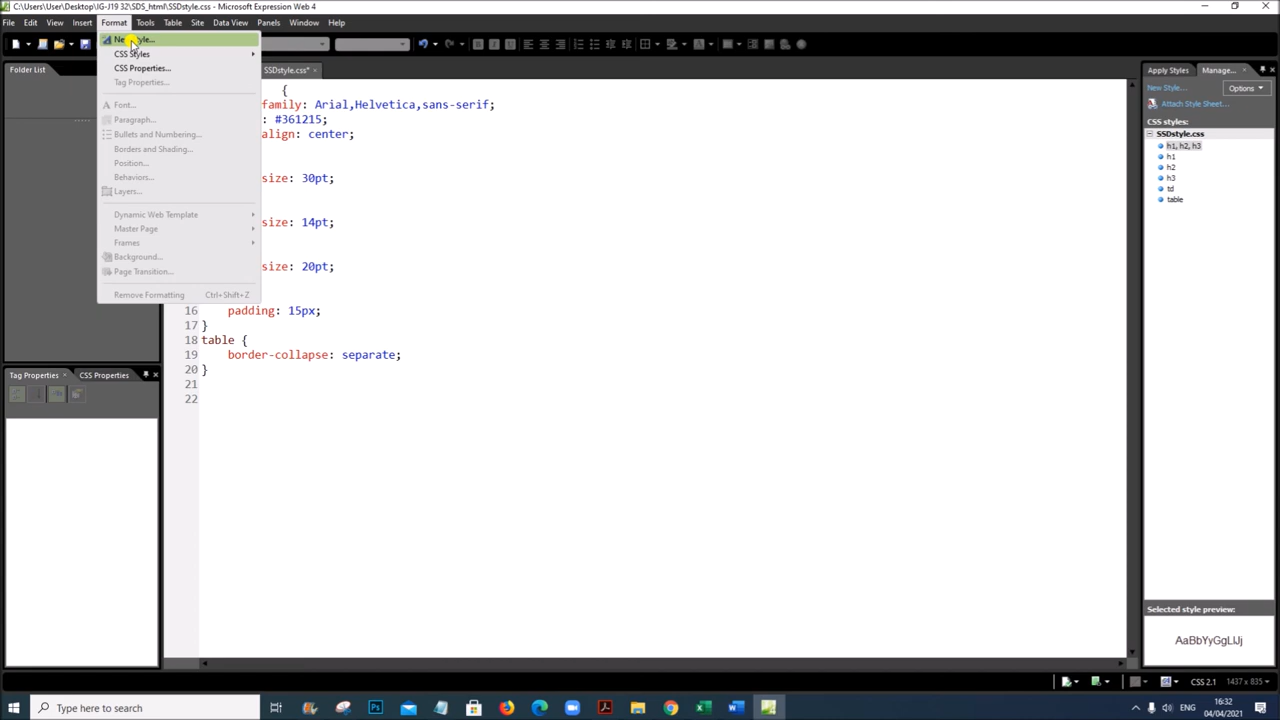 C:\Users\User\Desktop\IG-J19 32\SDS_html\SSDstyle.css - Microsoft Expression Web 4
File Edit View Insert Format Tools Table Site Data View Panels Window Help
Folder List
SSDstyle.css*
CSS Styles
CSS Properties...
Tag Properties...
Font...
Paragraph...
Bullets and Numbering...
Borders and Shading...
Position...
Behaviors...
Layers...
Dynamic Web Template
Master Page
Frames
Background...
Page Transition...
Remove Formatting Ctrl+Shift+Z
{
family: Arial,Helvetica,sans-serif;
: #361215;
align: center;
size: 30pt;
size: 14pt;
size: 20pt;
16 padding: 15px;
17 }
18 table {
19 border-collapse: separate;
20 }
21
22
Tag Properties CSS Properties
Apply Styles Manage...
New Style... Options
Attach Style Sheet...
CSS styles:
SSDstyle.css
h1, h2, h3
h1
h2
h3
td
table
Selected style preview:
AaBbYyGgLlJj
CSS 2.1 1437 x 835
Type here to search
ENG
16:32
04/04/2021